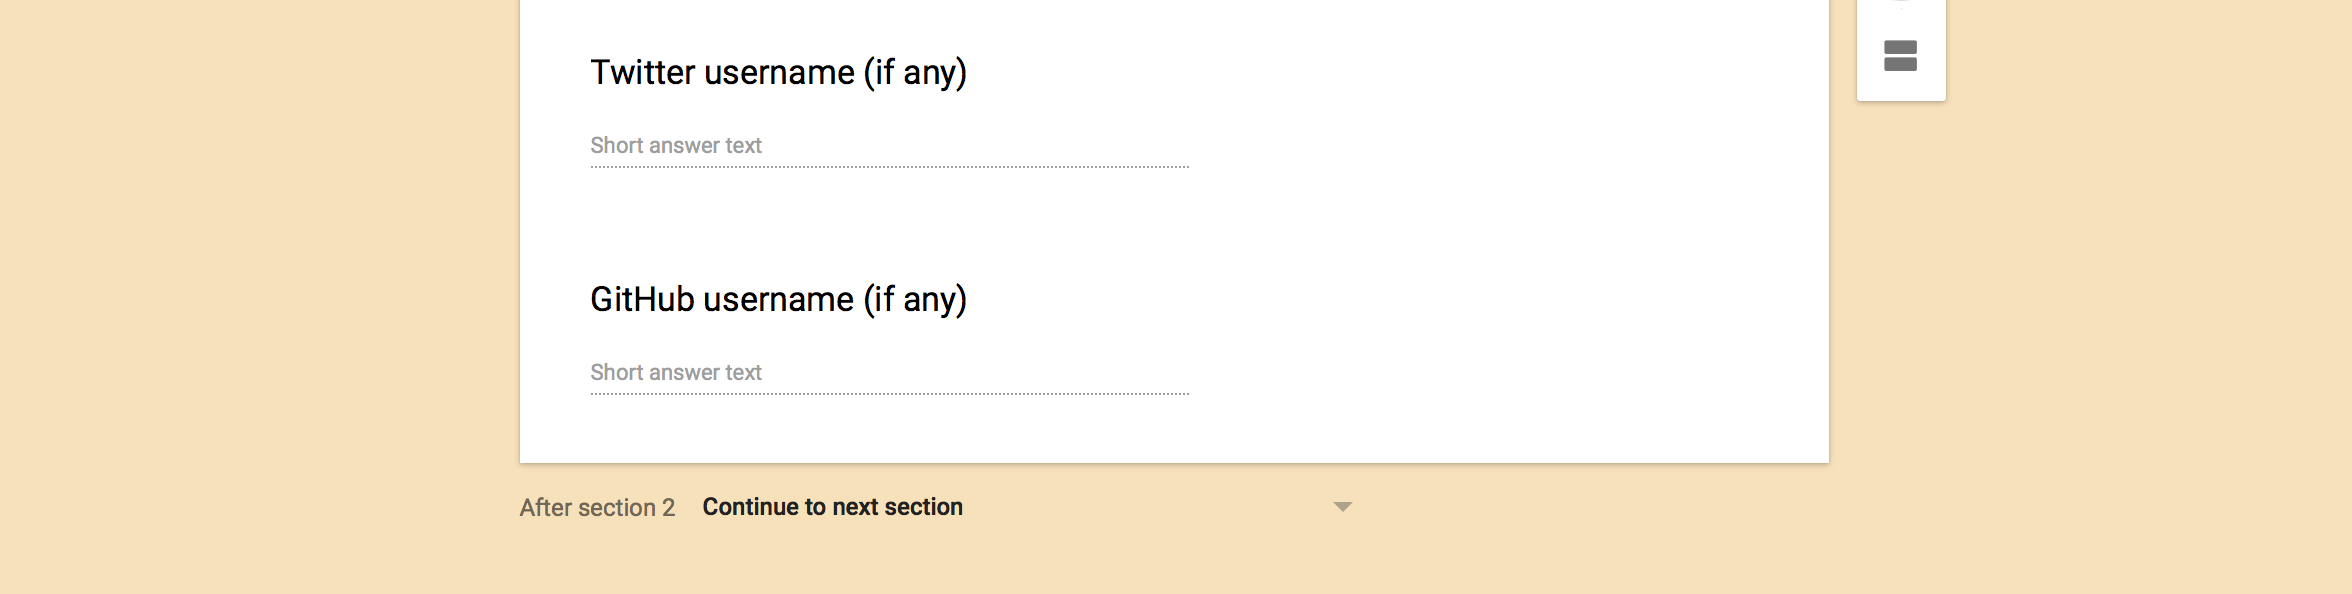 Twitter username (if any)
Short answer text
GitHub username (if any)
Short answer text
After section 2 Continue to next section